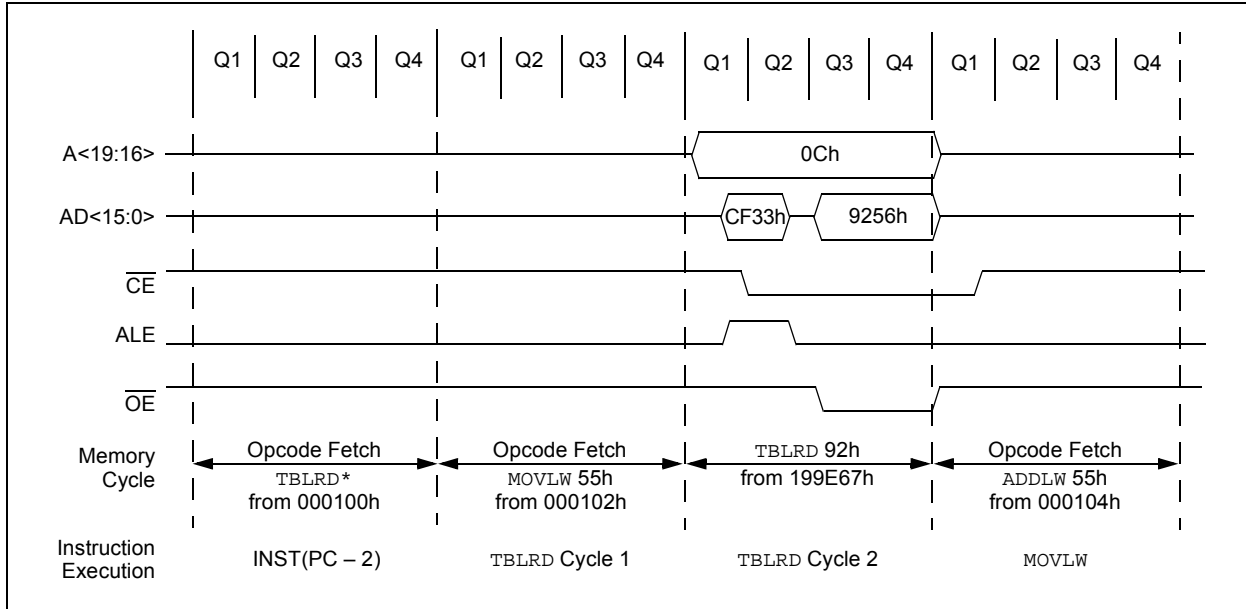 Q1 Q2 Q3 Q4 Q1 Q2 Q3 Q4 Q1 Q2 Q3 Q4 Q1 Q2 Q3 Q4
A<19:16>
0Ch
AD<15:0>
CF33h
9256h
CE
ALE
OE
Memory
Cycle
Opcode Fetch
TBLRD*
from 000100h
Opcode Fetch
MOVLW 55h
from 000102h
TBLRD 92h
from 199E67h
Opcode Fetch
ADDLW 55h
from 000104h
Instruction
Execution
INST(PC – 2)
TBLRD Cycle 1
TBLRD Cycle 2
MOVLW